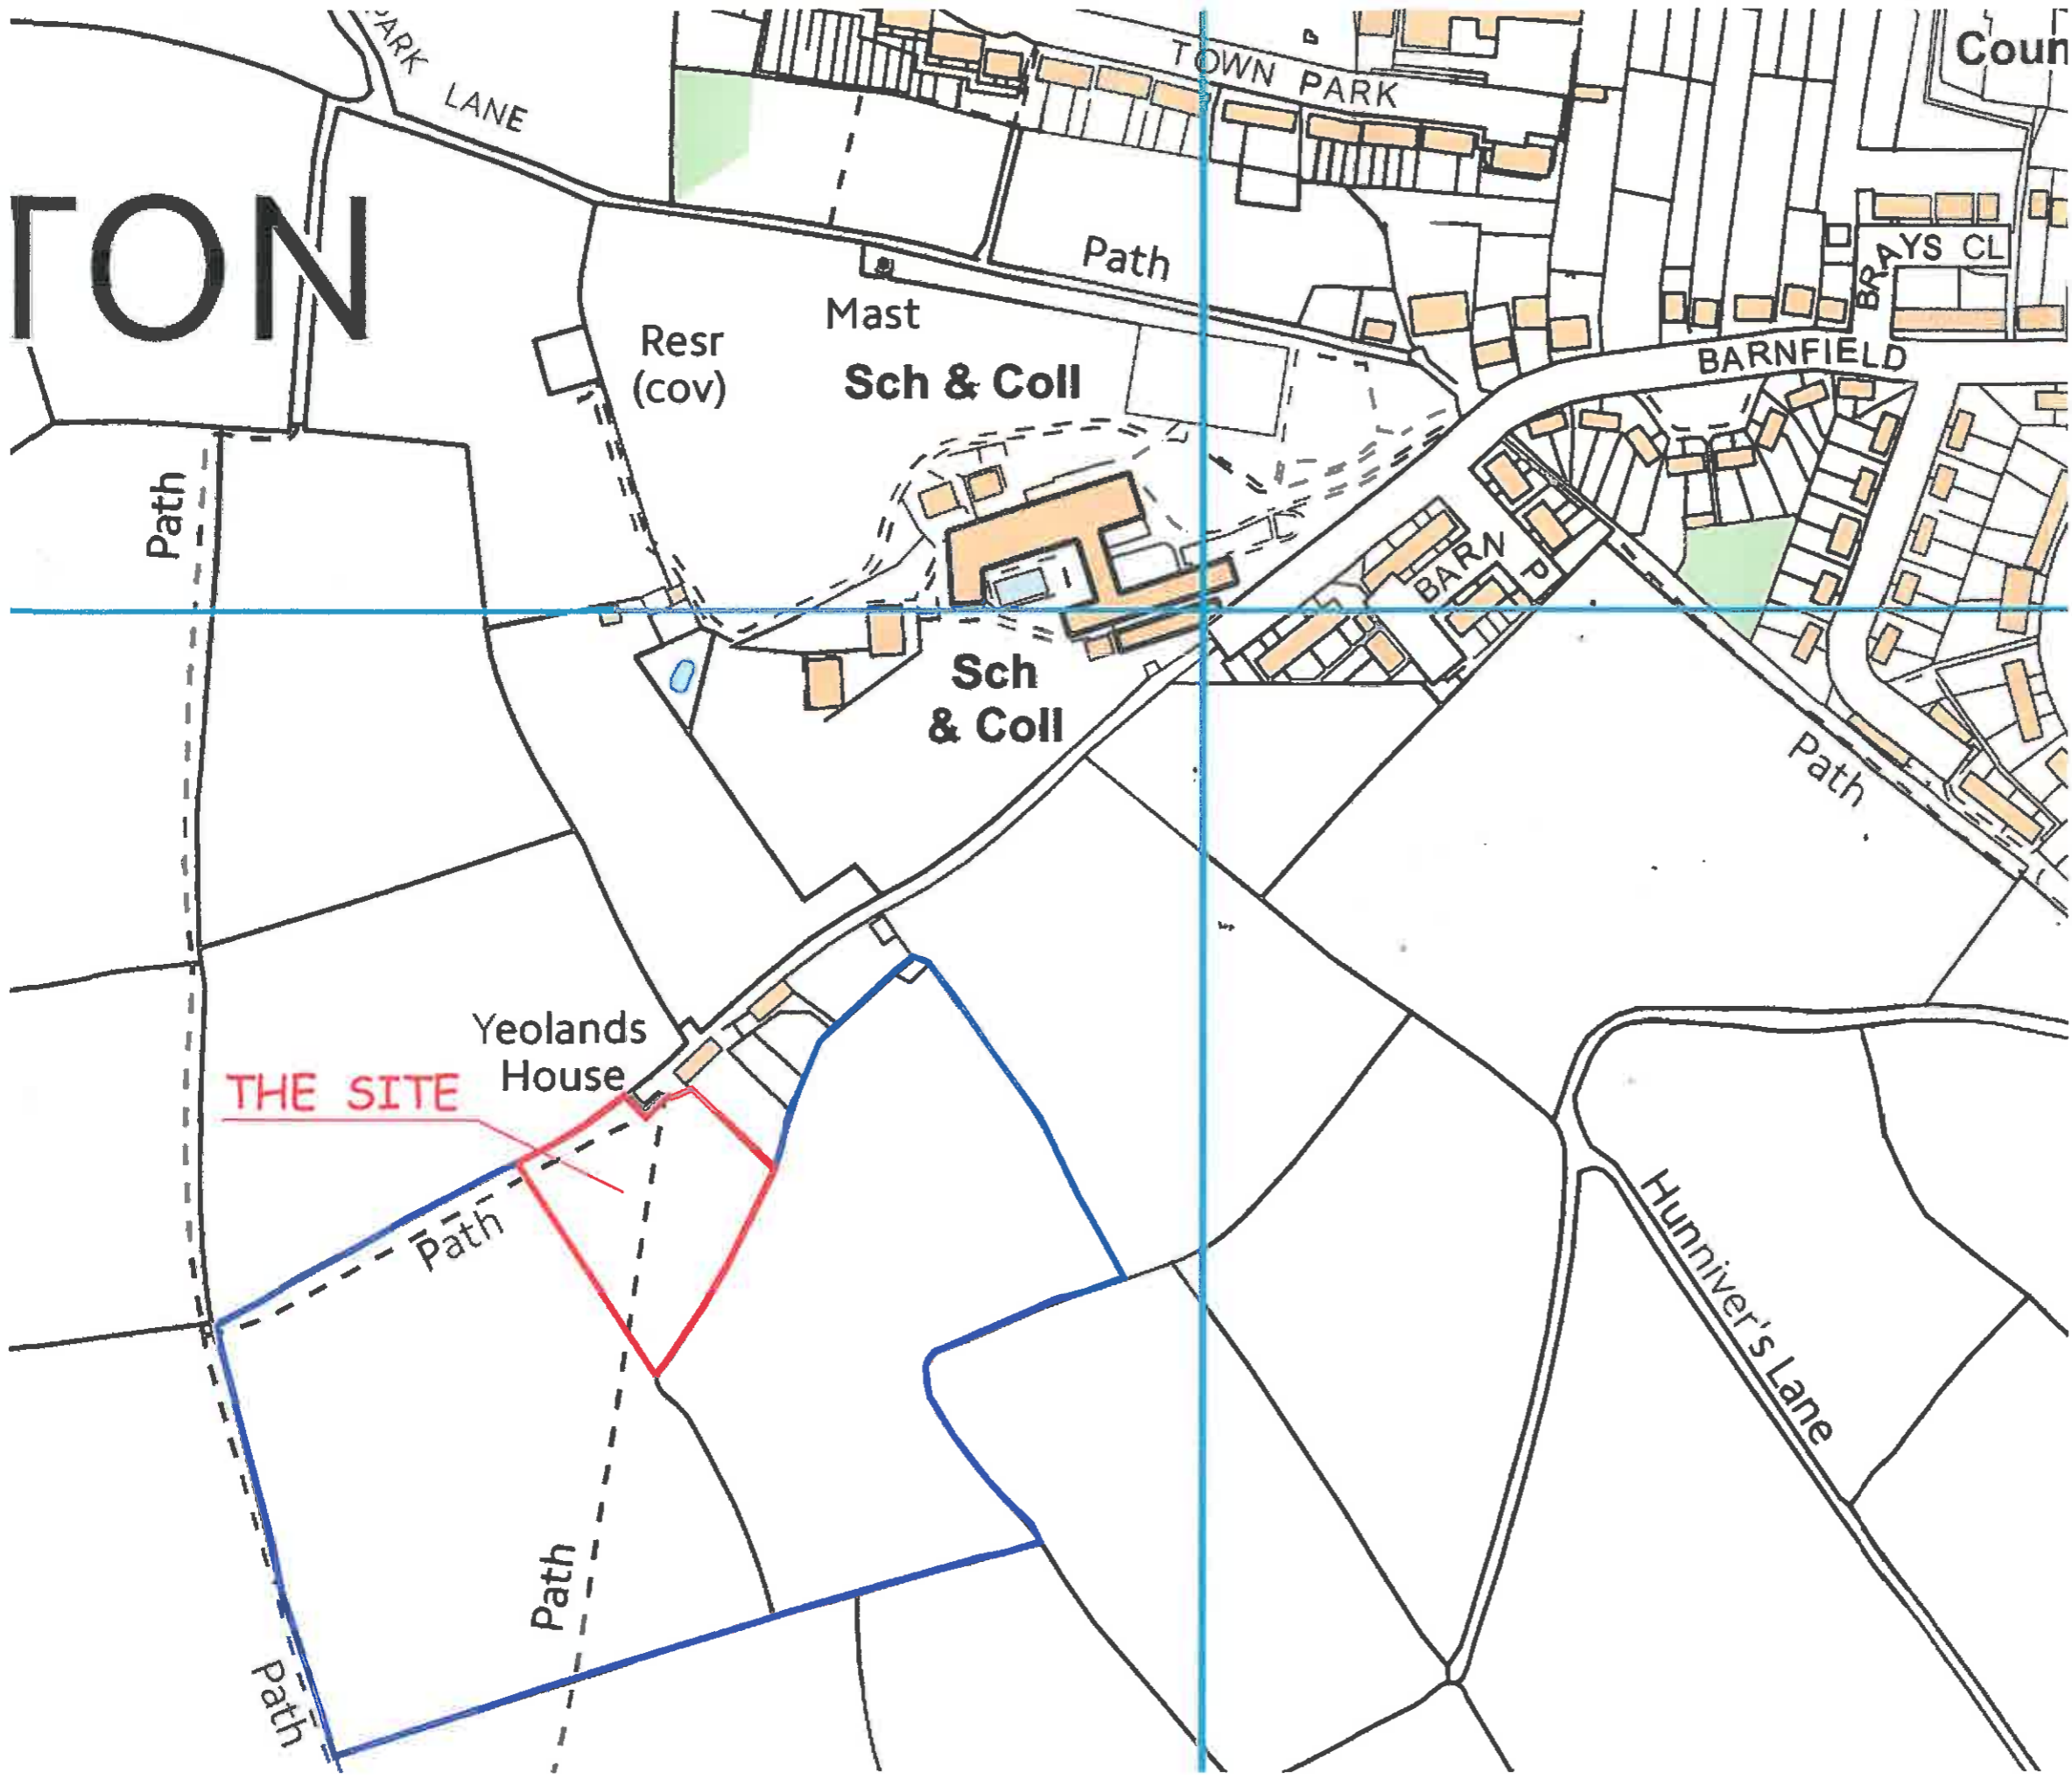 PARK
LANE
TOWN PARK
Coun
TON
Path
BRAYS CL
Mast
Resr
(cov)
Sch & Coll
BARNFIELD
Path
BARN P
Sch
& Coll
Path
Yeolands
House
THE SITE
Path
Hunniver's Lane
Path
Path